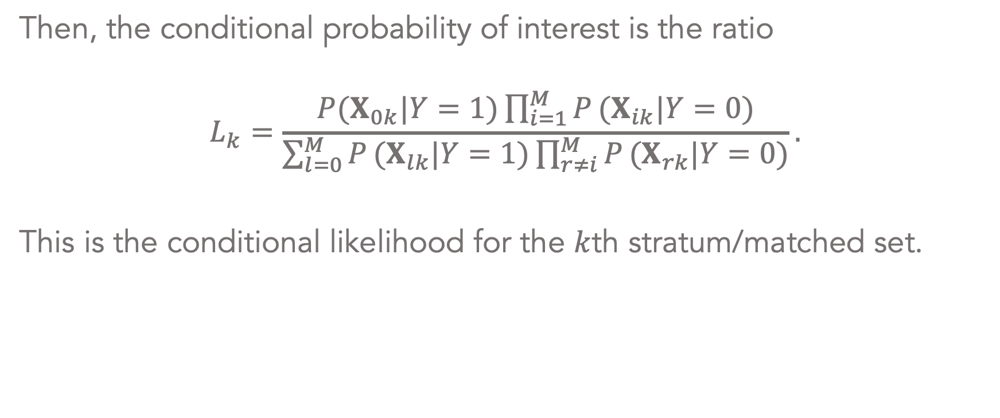 Then, the conditional probability of interest is the ratio
L_k = \frac{P(\mathbf{X}_{0k}|Y = 1) \prod_{i=1}^{M} P(\mathbf{X}_{ik}|Y = 0)}{\sum_{l=0}^{M} P(\mathbf{X}_{lk}|Y = 1) \prod_{r \neq i}^{M} P(\mathbf{X}_{rk}|Y = 0)}.
This is the conditional likelihood for the kth stratum/matched set.